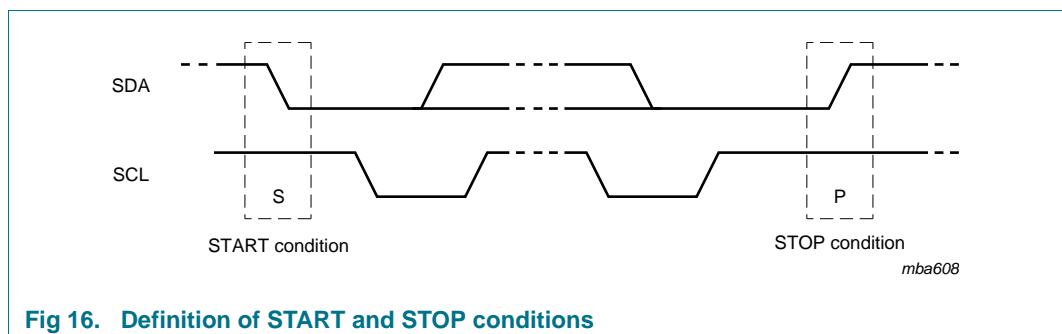 SDA
SCL
S
P
START condition
STOP condition
mba608
Fig 16. Definition of START and STOP conditions